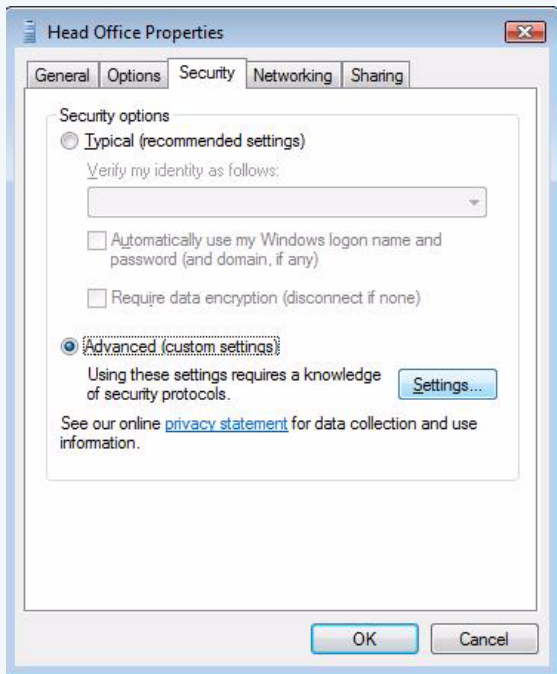 Head Office Properties
General Options Security Networking Sharing
Security options
Typical (recommended settings)
Verify my identity as follows:
Automatically use my Windows logon name and
password (and domain, if any)
Require data encryption (disconnect if none)
Advanced (custom settings)
Using these settings requires a knowledge
of security protocols.
Settings...
See our online privacy statement for data collection and use
information.
OK Cancel